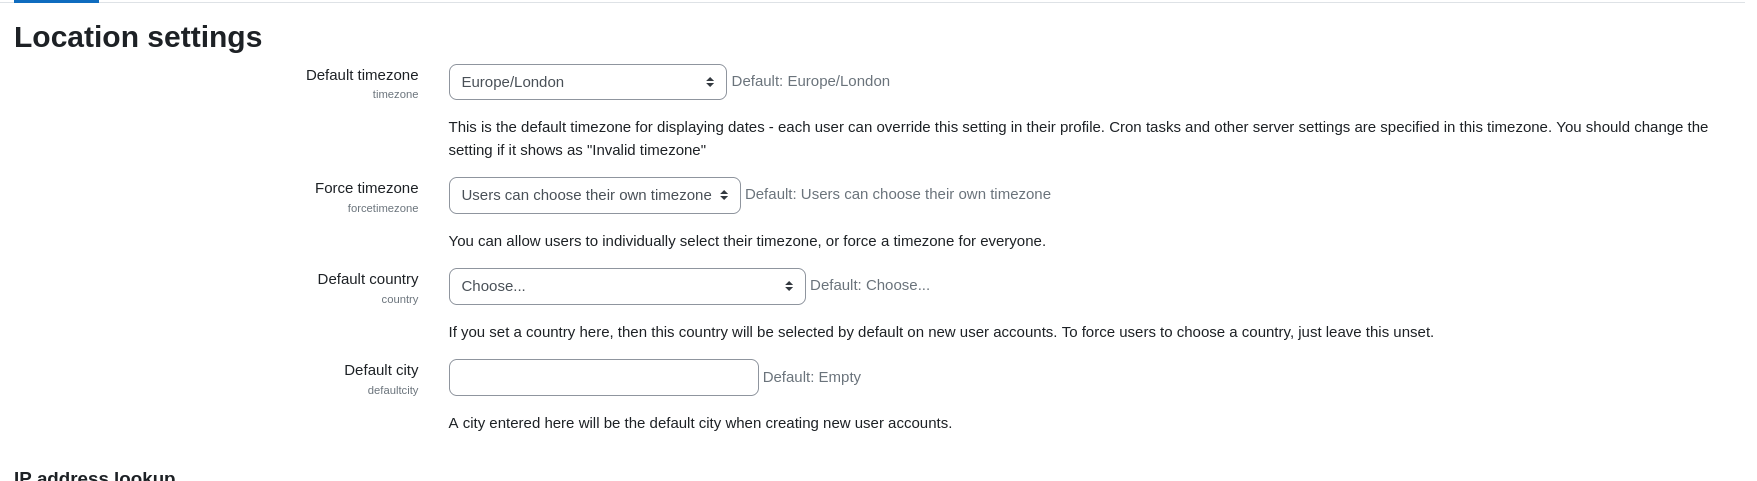 Location settings
Default timezone
timezone
Europe/London
Default: Europe/London
This is the default timezone for displaying dates - each user can override this setting in their profile. Cron tasks and other server settings are specified in this timezone. You should change the
setting if it shows as "Invalid timezone"
Force timezone
forcetimezone
Users can choose their own timezone
Default: Users can choose their own timezone
You can allow users to individually select their timezone, or force a timezone for everyone.
Default country
country
Choose...
Default: Choose...
If you set a country here, then this country will be selected by default on new user accounts. To force users to choose a country, just leave this unset.
Default city
defaultcity
Default: Empty
A city entered here will be the default city when creating new user accounts.
IP address lookup